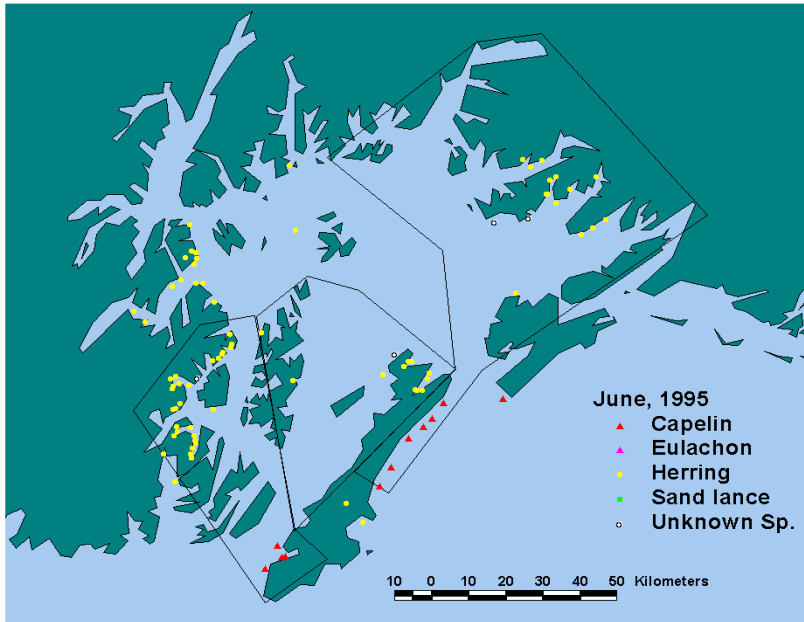 June, 1995
Capelin
Eulachon
Herring
Sand lance
Unknown Sp.
10 0 10 20 30 40 50 Kilometers